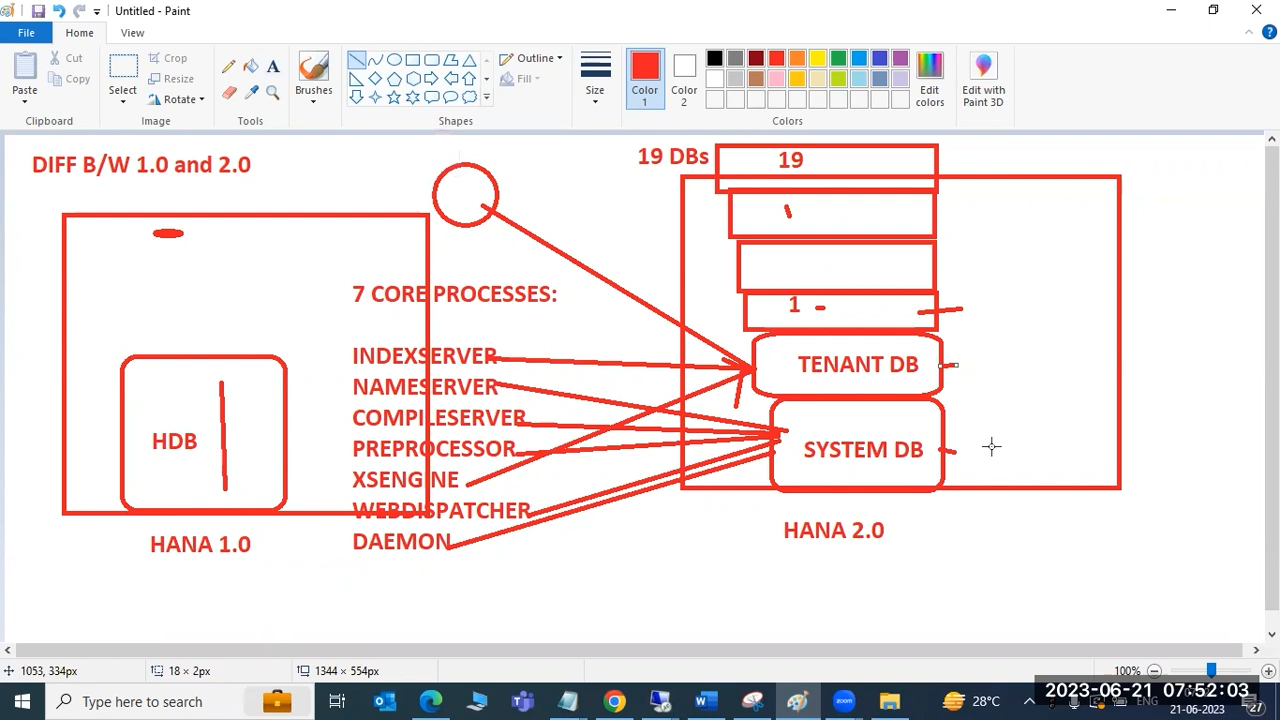 Untitled - Paint
File
Home
View
Paste
Cut
Copy
Clipboard
Select
Crop
Resize
Rotate
Image
Tools
Brushes
Shapes
Outline
Fill
Size
Color 1
Color 2
Colors
Edit colors
Edit with Paint 3D
DIFF B/W 1.0 and 2.0
19 DBs
19
7 CORE PROCESSES:
1
INDEXSERVER
TENANT DB
NAMESERVER
COMPILESERVER
HDB
PREPROCESSOR
SYSTEM DB
XSENGINE
WEBDISPATCHER
HANA 1.0
DAEMON
HANA 2.0
1053, 334px
18 × 2px
1344 × 554px
100%
Type here to search
28°C
ENG
2023-06-21 07:52:03
21-06-2023
27